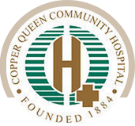 COPPER QUEEN COMMUNITY HOSPITAL
H
• FOUNDED 1884 •